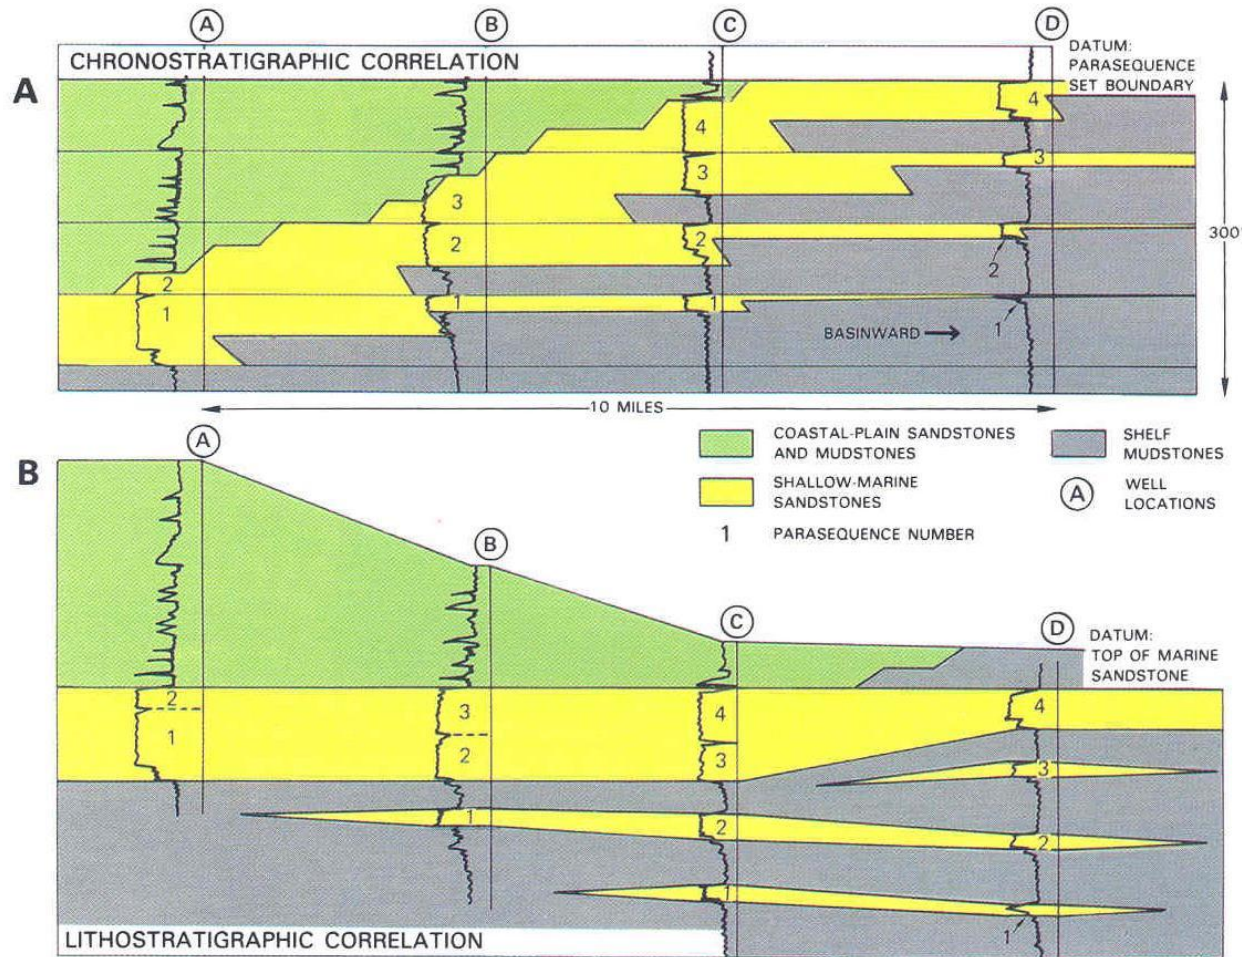 A B C D
CHRONOSTRATIGRAPHIC CORRELATION
DATUM:
PARASEQUENCE
SET BOUNDARY
A
4
4
3
3
3
2
2
2
2
1
1
1
1
300'
BASINWARD
10 MILES
COASTAL-PLAIN SANDSTONES
AND MUDSTONES
SHALLOW-MARINE
SANDSTONES
1 PARASEQUENCE NUMBER
SHELF
MUDSTONES
A WELL
LOCATIONS
B
A
B
C
D
DATUM:
TOP OF MARINE
SANDSTONE
2
1
3
2
4
3
4
3
1
2
2
1
1
LITHOSTRATIGRAPHIC CORRELATION